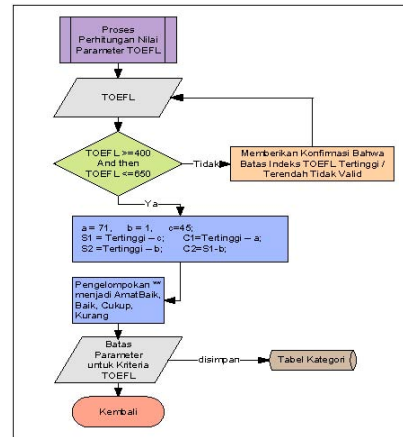 Proses
Perhitungan Nilai
Parameter TOEFL
TOEFL
TOEFL >=400
And then
TOEFL <=650
Tidak
Memberikan Konfirmasi Bahwa
Batas Indeks TOEFL Tertinggi /
Terendah Tidak Valid
Ya
a = 71, b = 1, c=45;
S1 = Tertinggi – c; C1=Tertinggi – a;
S2 =Tertinggi – b; C2=S1-b;
Pengelompokan **
menjadi AmatBaik,
Baik, Cukup,
Kurang
Batas
Parameter
untuk Kriteria
TOEFL
disimpan
Tabel Kategori
Kembali